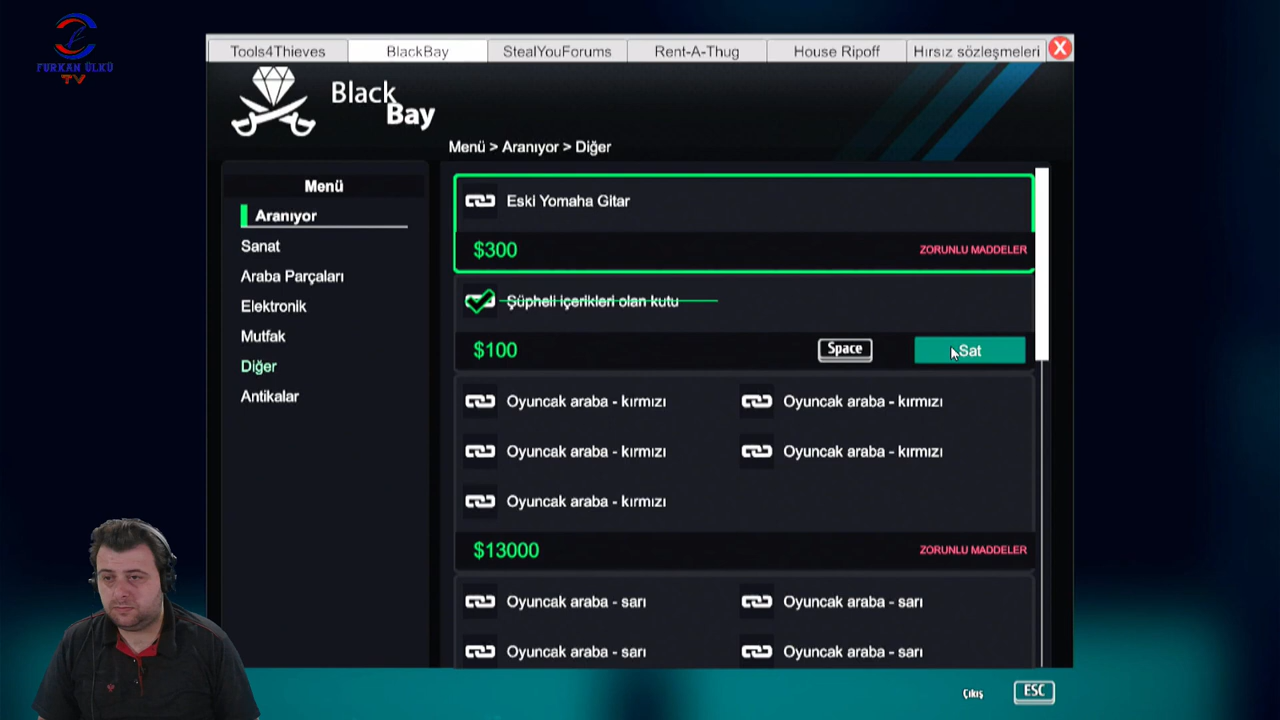 FURKAN ÜLKÜ
TV
Tools4Thieves
BlackBay
StealYouForums
Rent-A-Thug
House Ripoff
Hırsız sözleşmeleri
X
Black
Bay
Menü > Aranıyor > Diğer
Menü
Aranıyor
Sanat
Araba Parçaları
Elektronik
Mutfak
Diğer
Antikalar
Eski Yomaha Gitar
$300 ZORUNLU MADDELER
Şüpheli içerikleri olan kutu
$100 Space Sat
Oyuncak araba - kırmızı Oyuncak araba - kırmızı
Oyuncak araba - kırmızı Oyuncak araba - kırmızı
Oyuncak araba - kırmızı
$13000 ZORUNLU MADDELER
Oyuncak araba - sarı Oyuncak araba - sarı
Oyuncak araba - sarı Oyuncak araba - sarı
Çıkış ESC